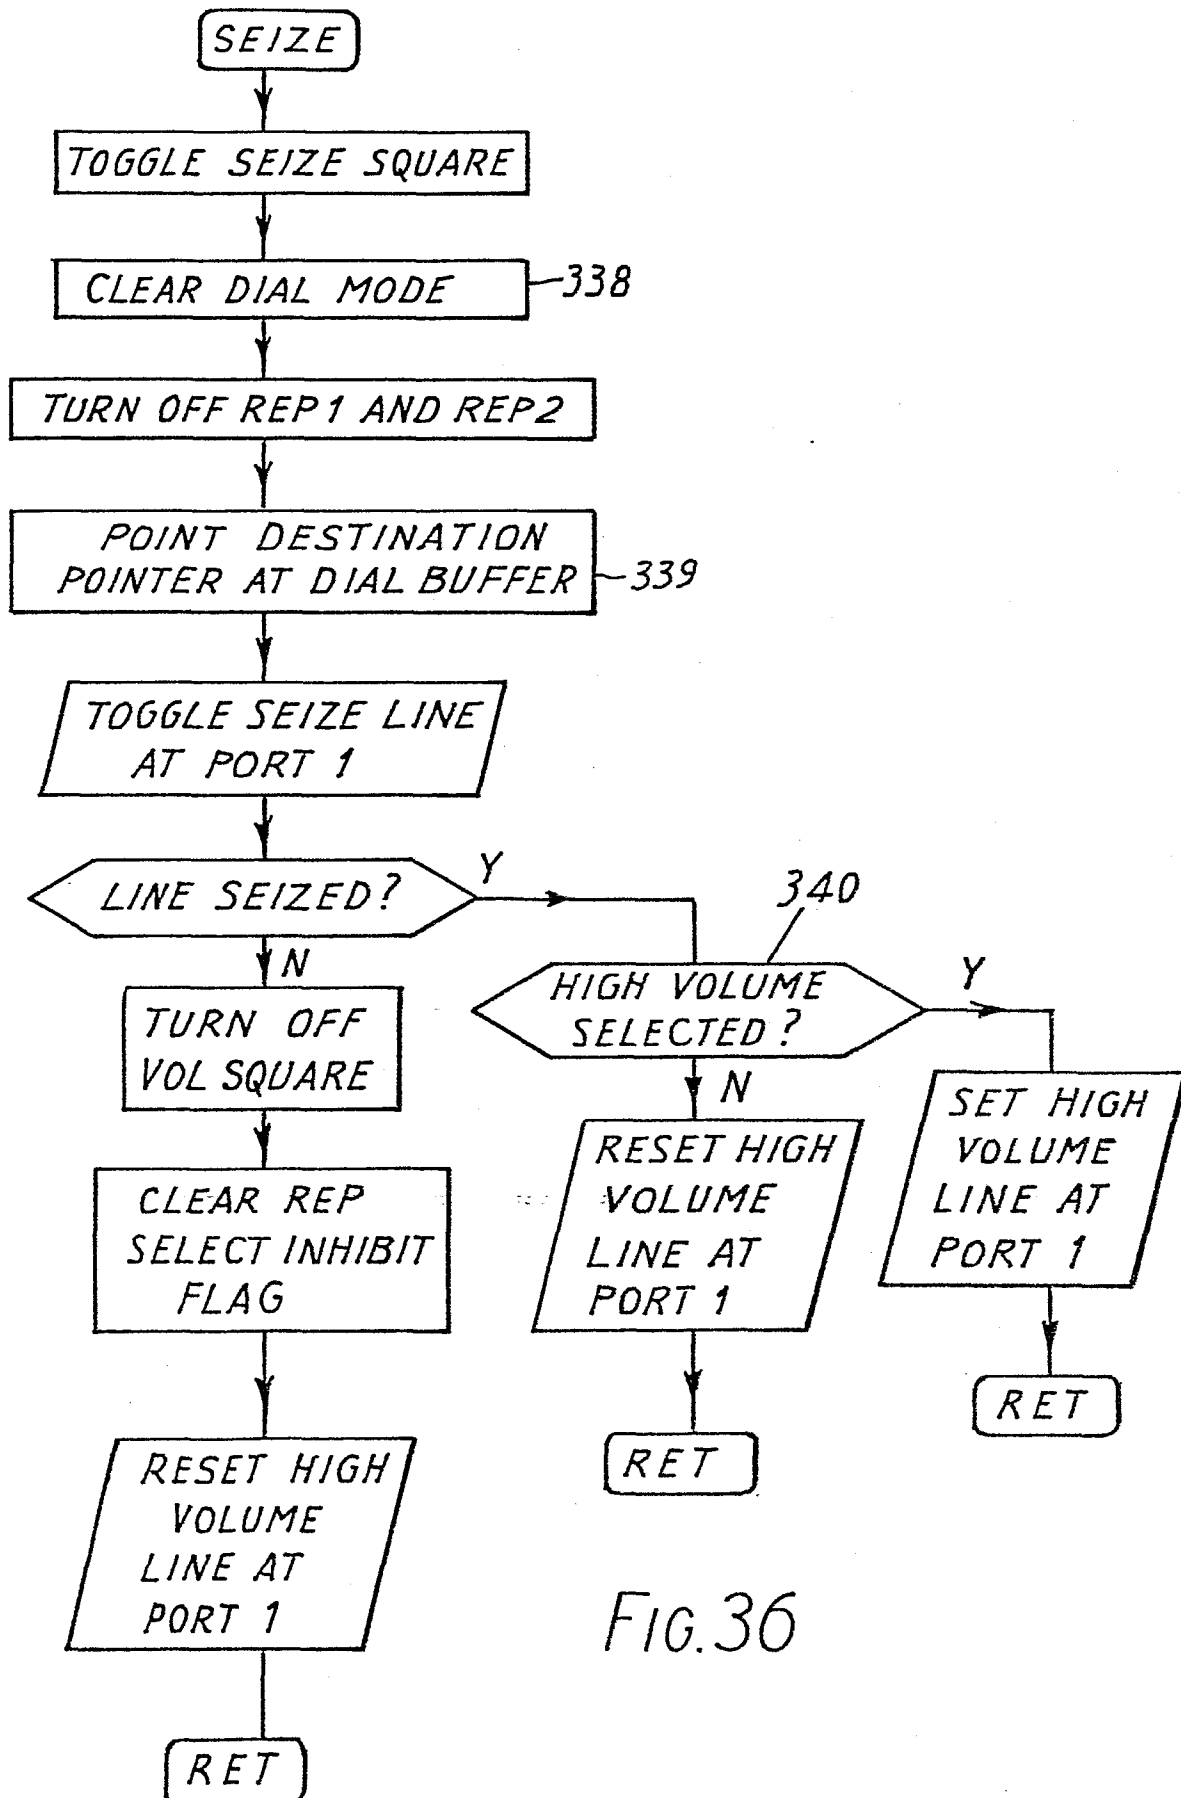 SEIZE
TOGGLE SEIZE SQUARE
CLEAR DIAL MODE
338
TURN OFF REP1 AND REP2
POINT DESTINATION
POINTER AT DIAL BUFFER
339
TOGGLE SEIZE LINE
AT PORT 1
LINE SEIZED?
Y
N
340
HIGH VOLUME
SELECTED?
Y
N
TURN OFF
VOL SQUARE
CLEAR REP
SELECT INHIBIT
FLAG
RESET HIGH
VOLUME
LINE AT
PORT 1
RET
RESET HIGH
VOLUME
LINE AT
PORT 1
RET
SET HIGH
VOLUME
LINE AT
PORT 1
RET
FIG.36